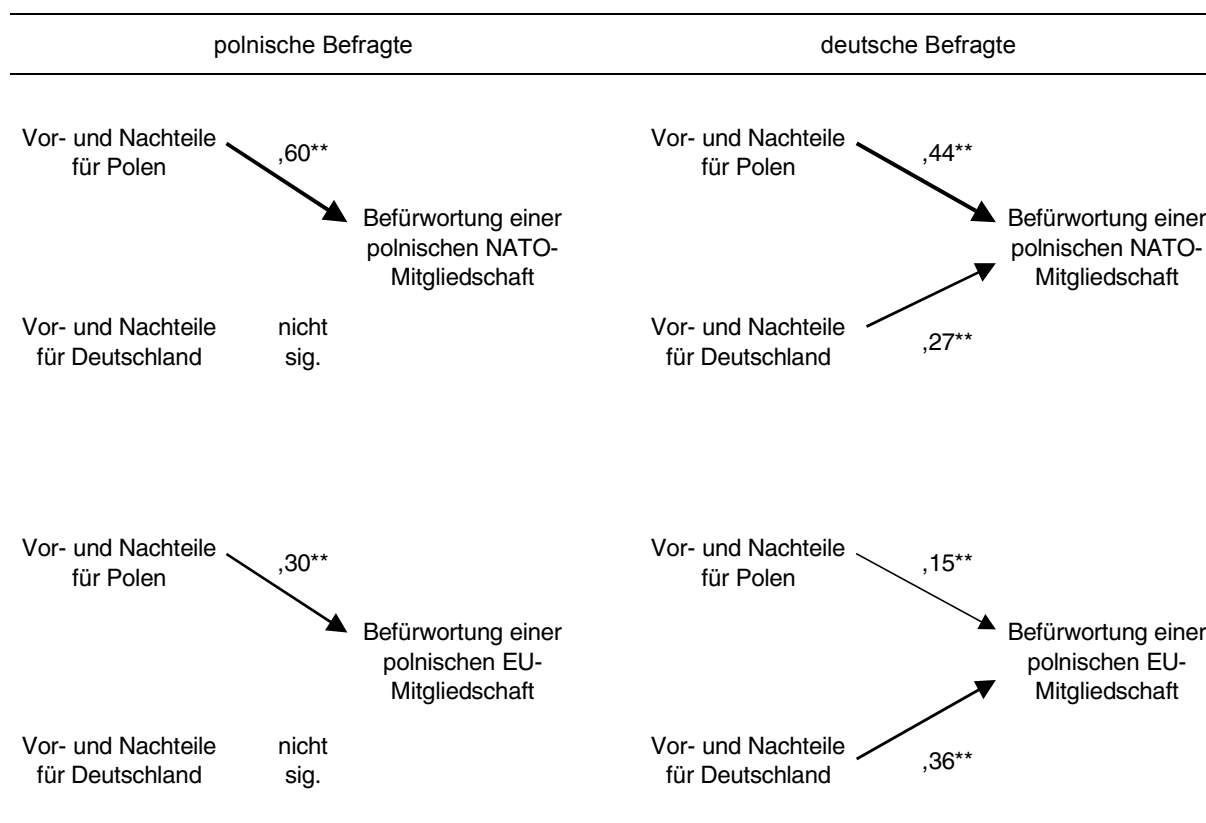 polnische Befragte
deutsche Befragte
Vor- und Nachteile
für Polen
,60**
Befürwortung einer
polnischen NATO-
Mitgliedschaft
Vor- und Nachteile
für Deutschland
nicht
sig.
Vor- und Nachteile
für Polen
,44**
Befürwortung einer
polnischen NATO-
Mitgliedschaft
Vor- und Nachteile
für Deutschland
,27**
Vor- und Nachteile
für Polen
,30**
Befürwortung einer
polnischen EU-
Mitgliedschaft
Vor- und Nachteile
für Deutschland
nicht
sig.
Vor- und Nachteile
für Polen
,15**
Befürwortung einer
polnischen EU-
Mitgliedschaft
Vor- und Nachteile
für Deutschland
,36**